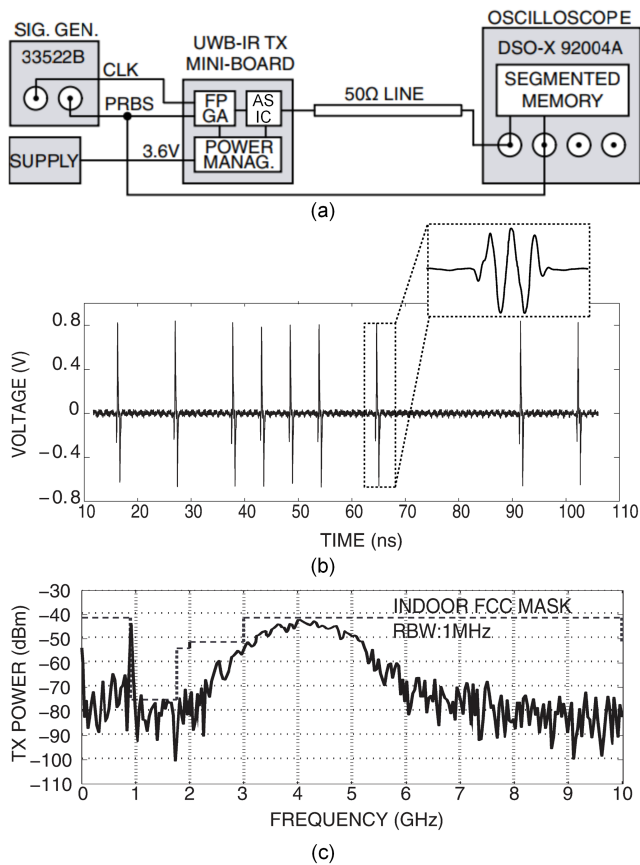 SIG. GEN.
33522B
CLK
PRBS
SUPPLY
3.6V
UWB-IR TX
MINI-BOARD
FP
GA
AS
IC
POWER
MANAG.
50Ω LINE
OSCILLOSCOPE
DSO-X 92004A
SEGMENTED
MEMORY
(a)
VOLTAGE (V)
0.8
0.4
0
−0.4
−0.8
10 20 30 40 50 60 70 80 90 100 110
TIME (ns)
(b)
TX POWER (dBm)
−30
−40
−50
−60
−70
−80
−90
−100
−110
INDOOR FCC MASK
RBW:1MHz
0 1 2 3 4 5 6 7 8 9 10
FREQUENCY (GHz)
(c)